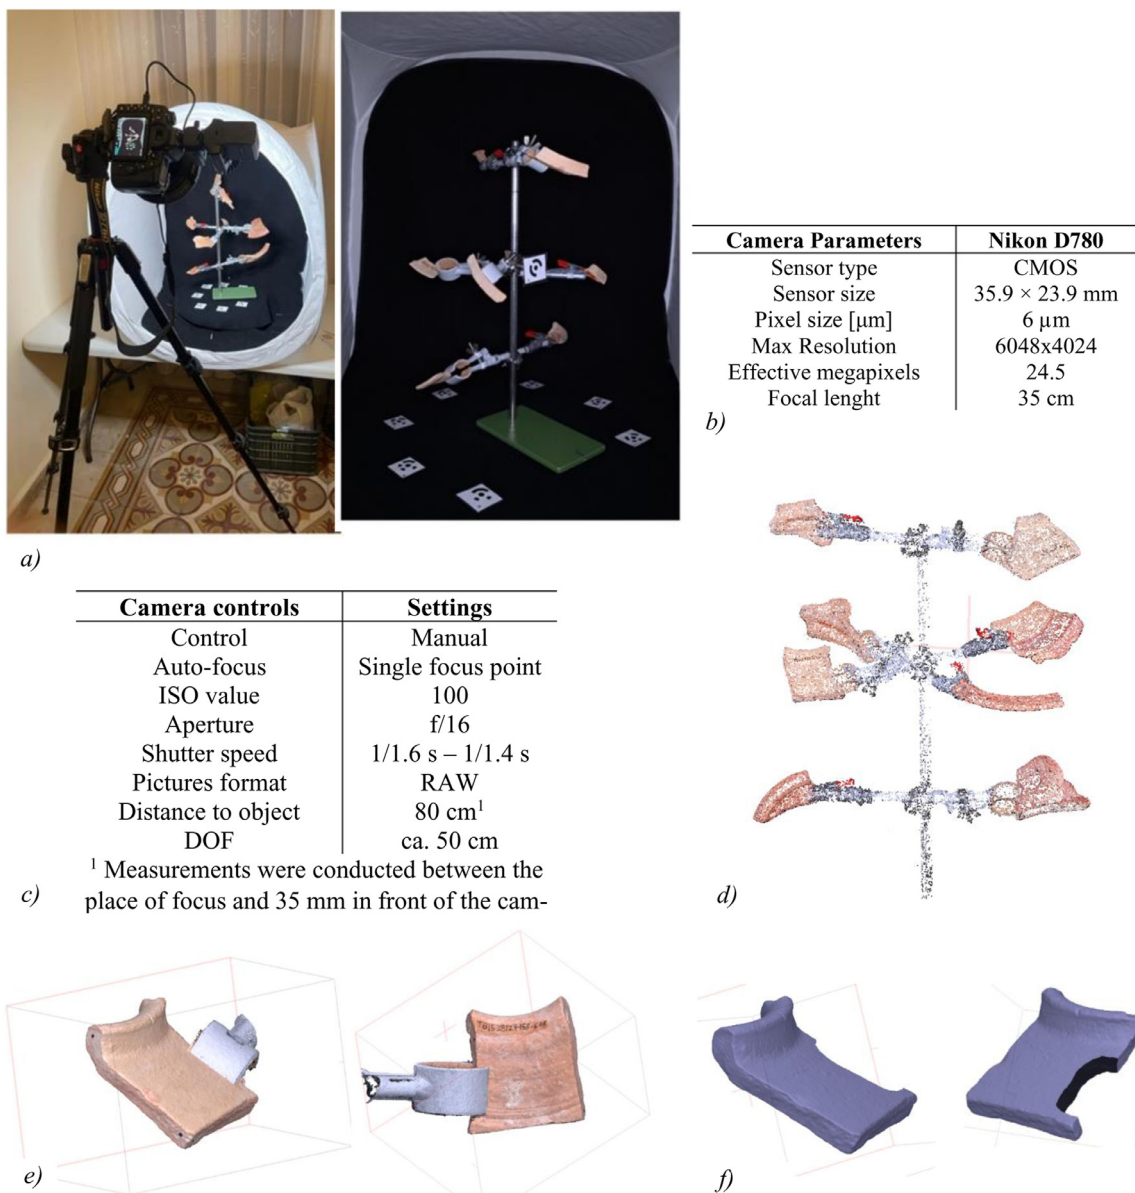 a)
Camera Parameters Nikon D780
Sensor type CMOS
Sensor size 35.9 × 23.9 mm
Pixel size [µm] 6 µm
Max Resolution 6048x4024
Effective megapixels 24.5
Focal lenght 35 cm
b)
Camera controls Settings
Control Manual
Auto-focus Single focus point
ISO value 100
Aperture f/16
Shutter speed 1/1.6 s – 1/1.4 s
Pictures format RAW
Distance to object 80 cm¹
DOF ca. 50 cm
¹ Measurements were conducted between the
place of focus and 35 mm in front of the cam-
c)
d)
e)
f)